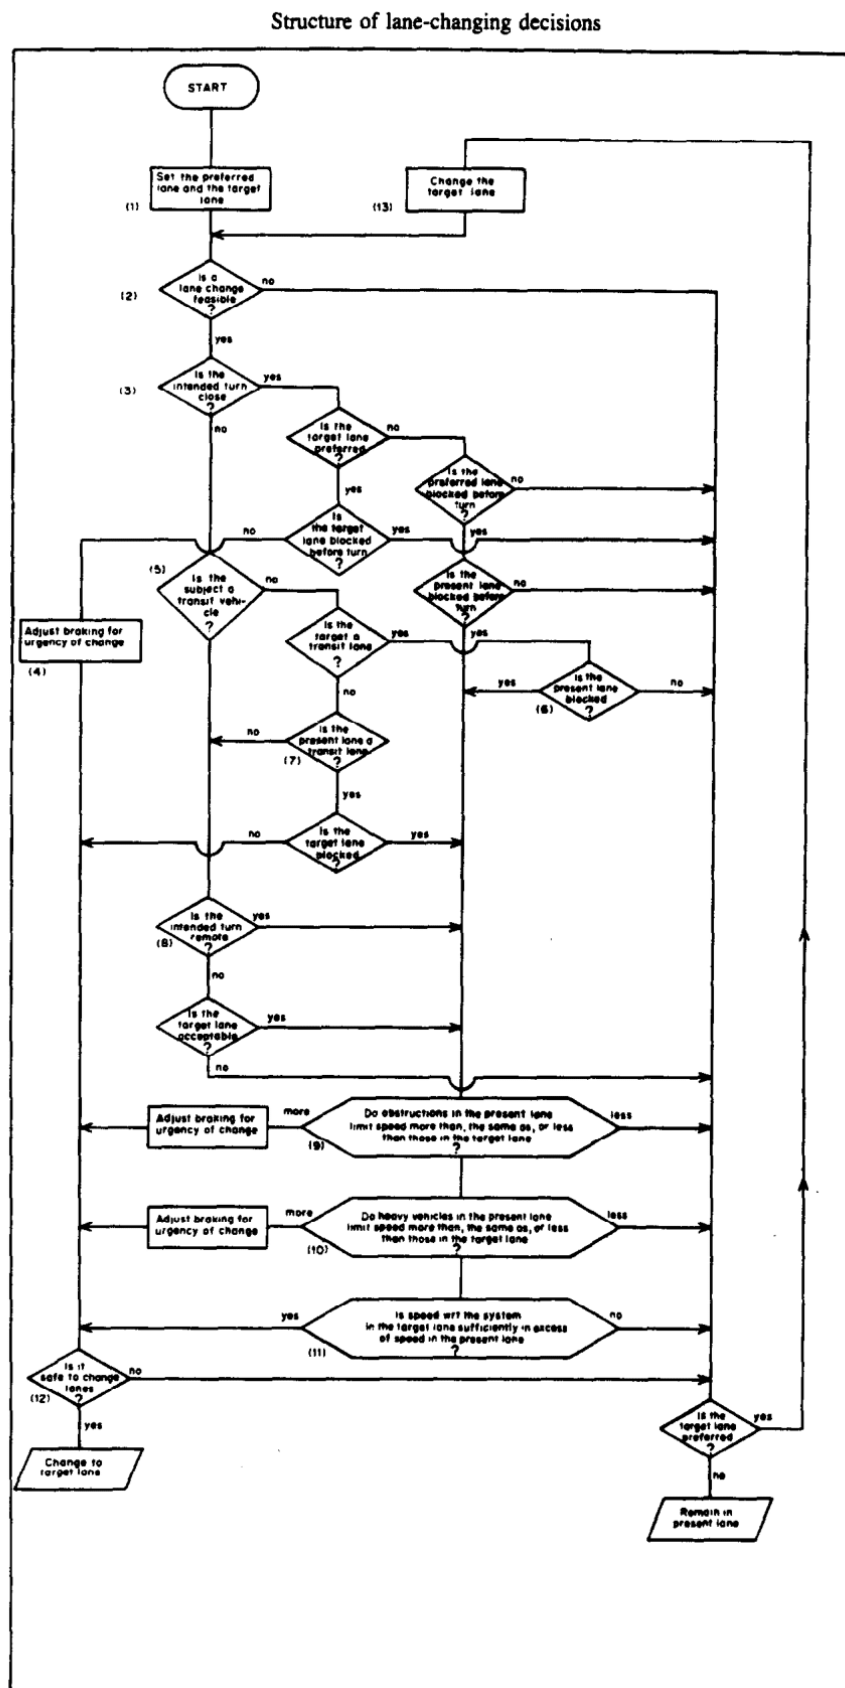 Structure of lane-changing decisions
START
Set the preferred
lane and the target
lane
(1)
Change the
target lane
(13)
Is a
lane change
feasible
?
(2)
no
yes
Is the
intended turn
close
?
(3)
yes
no
Is the
target lane
preferred
?
no
yes
Is the
preferred lane
blocked before
turn
?
no
yes
Is
the target
lane blocked
before turn
?
no
yes
Is the
present lane
blocked before
turn
?
no
yes
(5)
Is the
subject a
transit vehi-
cle
?
no
Adjust braking for
urgency of change
(4)
Is the
target a
transit lane
?
yes
no
Is the
present lane
blocked
?
(6)
yes
no
Is the
present lane a
transit lane
?
(7)
no
yes
Is the
target lane
blocked
?
no
yes
Is the
intended turn
remote
?
(8)
yes
no
Is the
target lane
acceptable
?
yes
no
Adjust braking for
urgency of change
more
Do obstructions in the present lane
limit speed more than, the same as, or less
than those in the target lane
?
(9)
less
Adjust braking for
urgency of change
more
Do heavy vehicles in the present lane
limit speed more than, the same as, or less
than those in the target lane
?
(10)
less
yes
Is speed wrt the system
in the target lane sufficiently in excess
of speed in the present lane
?
(11)
no
Is it
safe to change
lanes
?
(12)
no
yes
Change to
target lane
Is the
target lane
preferred
?
yes
no
Remain in
present lane